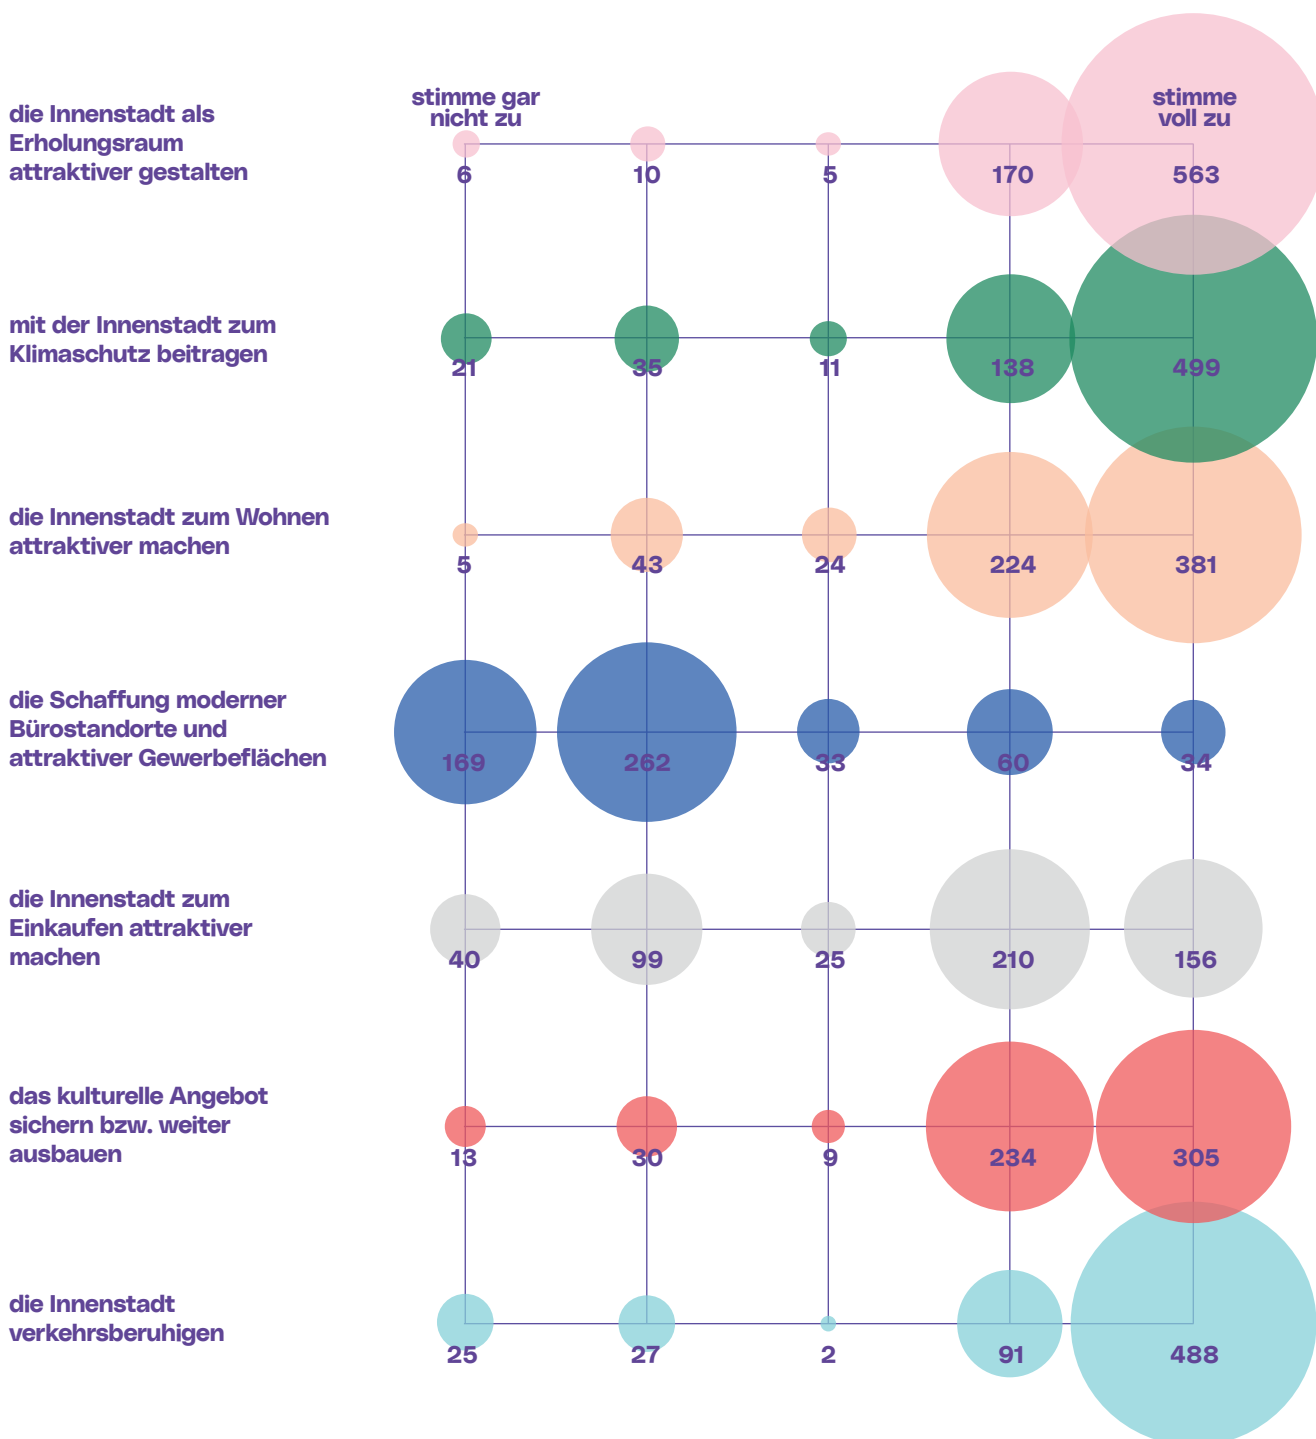 stimme gar
nicht zu
stimme
voll zu
die Innenstadt als
Erholungsraum
attraktiver gestalten
6
10
5
170
563
mit der Innenstadt zum
Klimaschutz beitragen
21
35
11
138
499
die Innenstadt zum Wohnen
attraktiver machen
5
43
24
224
381
die Schaffung moderner
Bürostandorte und
attraktiver Gewerbeflächen
169
262
33
60
34
die Innenstadt zum
Einkaufen attraktiver
machen
40
99
25
210
156
das kulturelle Angebot
sichern bzw. weiter
ausbauen
13
30
9
234
305
die Innenstadt
verkehrsberuhigen
25
27
2
91
488